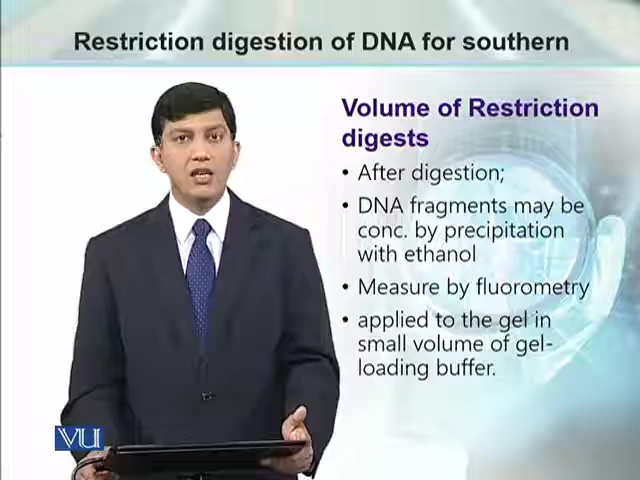 Restriction digestion of DNA for southern
Volume of Restriction
digests
• After digestion;
• DNA fragments may be
conc. by precipitation
with ethanol
• Measure by fluorometry
• applied to the gel in
small volume of gel-
loading buffer.
VU